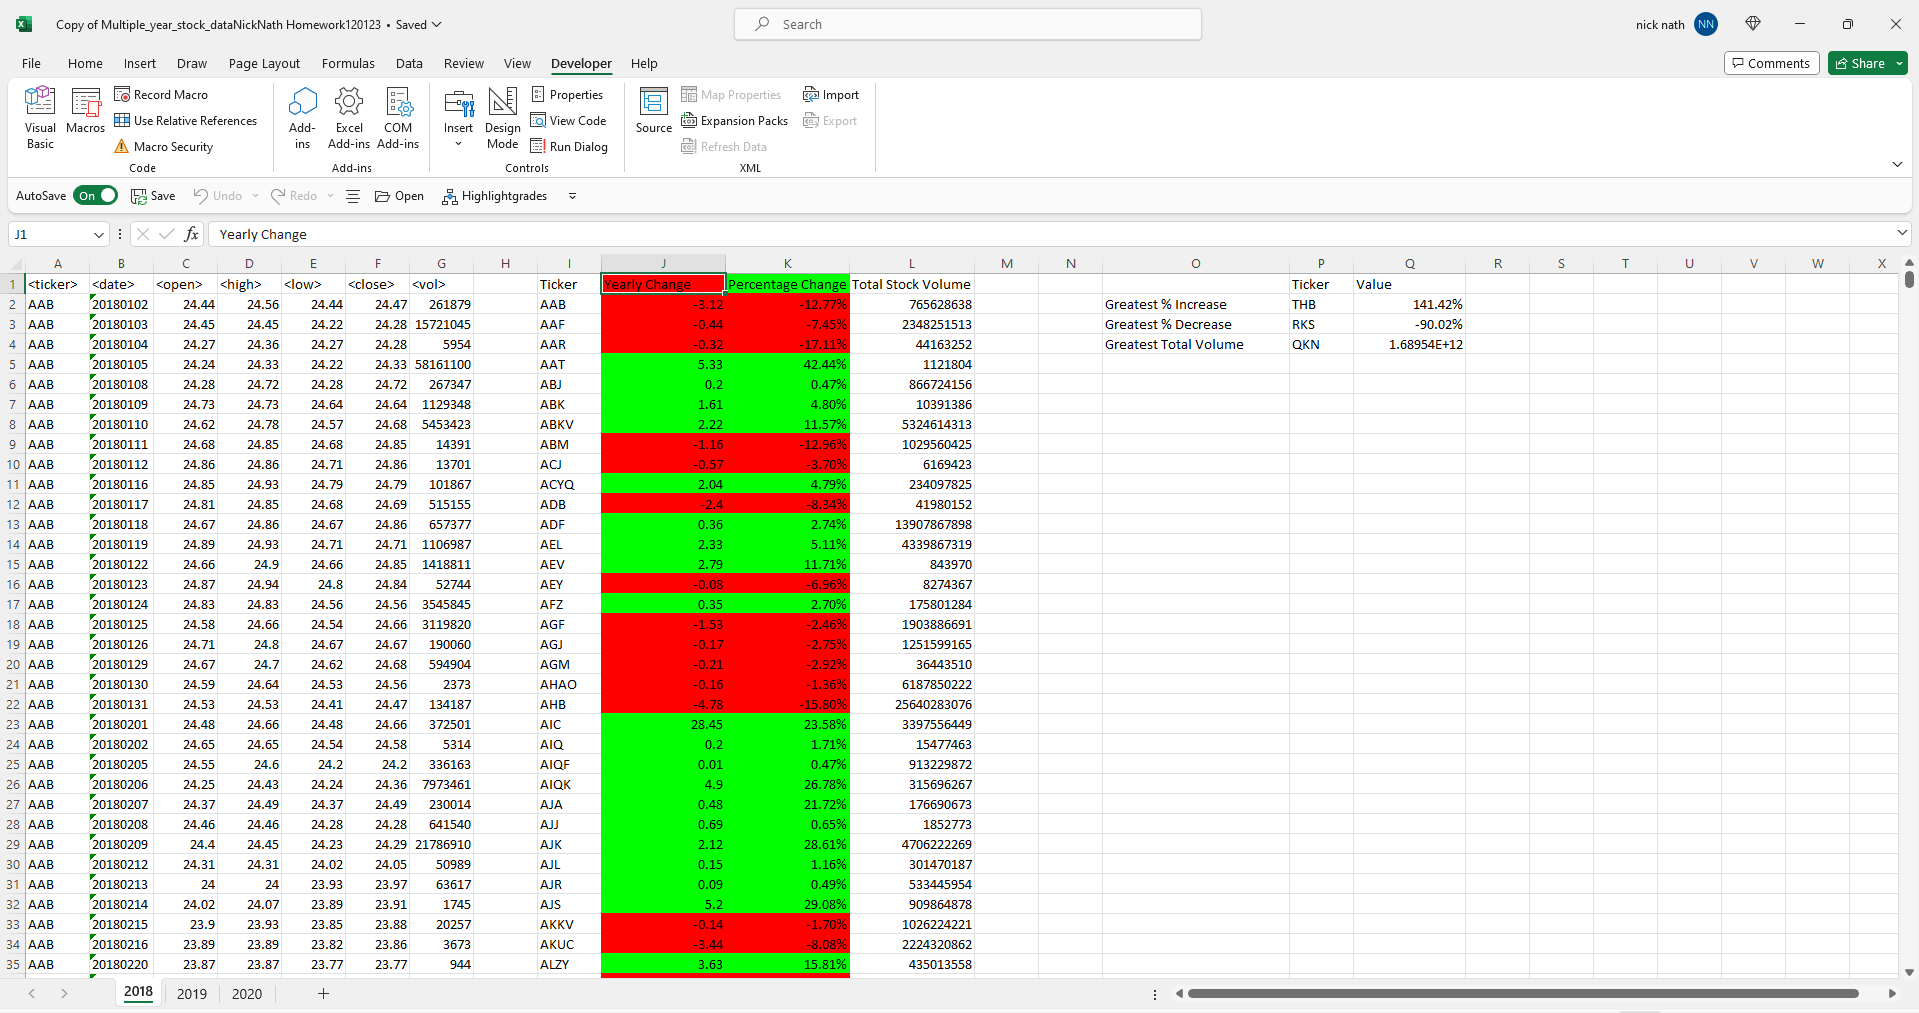 Copy of Multiple_year_stock_dataNickNath Homework120123 • Saved
Search
nick nath NN
File Home Insert Draw Page Layout Formulas Data Review View Developer Help
Comments Share
Visual Basic
Macros
Record Macro
Use Relative References
Macro Security
Code
Add-ins
Excel Add-ins
COM Add-ins
Add-ins
Insert
Design Mode
Properties
View Code
Run Dialog
Controls
Source
Map Properties
Expansion Packs
Refresh Data
Import
Export
XML
AutoSave On Save Undo Redo Open Highlightgrades
J1 fx Yearly Change
A B C D E F G H I J K L M N O P Q R S T U V W X
1 <ticker> <date> <open> <high> <low> <close> <vol> Ticker Yearly Change Percentage Change Total Stock Volume Ticker Value
2 AAB 20180102 24.44 24.56 24.44 24.47 261879 AAB -3.12 -12.77% 765628638 Greatest % Increase THB 141.42%
3 AAB 20180103 24.45 24.45 24.22 24.28 15721045 AAF -0.44 -7.45% 2348251513 Greatest % Decrease RKS -90.02%
4 AAB 20180104 24.27 24.36 24.27 24.28 5954 AAR -0.32 -17.11% 44163252 Greatest Total Volume QKN 1.68954E+12
5 AAB 20180105 24.24 24.33 24.22 24.33 58161100 AAT 5.33 42.44% 1121804
6 AAB 20180108 24.28 24.72 24.28 24.72 267347 ABJ 0.2 0.47% 866724156
7 AAB 20180109 24.73 24.73 24.64 24.64 1129348 ABK 1.61 4.80% 10391386
8 AAB 20180110 24.62 24.78 24.57 24.68 5453423 ABKV 2.22 11.57% 5324614313
9 AAB 20180111 24.68 24.85 24.68 24.85 14391 ABM -1.16 -12.96% 1029560425
10 AAB 20180112 24.86 24.86 24.71 24.86 13701 ACJ -0.57 -3.70% 6169423
11 AAB 20180116 24.85 24.93 24.79 24.79 101867 ACYQ 2.04 4.79% 234097825
12 AAB 20180117 24.81 24.85 24.68 24.69 515155 ADB -2.4 -8.34% 41980152
13 AAB 20180118 24.67 24.86 24.67 24.86 657377 ADF 0.36 2.74% 13907867898
14 AAB 20180119 24.89 24.93 24.71 24.71 1106987 AEL 2.33 5.11% 4339867319
15 AAB 20180122 24.66 24.9 24.66 24.85 1418811 AEV 2.79 11.71% 843970
16 AAB 20180123 24.87 24.94 24.8 24.84 52744 AEY -0.08 -6.96% 8274367
17 AAB 20180124 24.83 24.83 24.56 24.56 3545845 AFZ 0.35 2.70% 175801284
18 AAB 20180125 24.58 24.66 24.54 24.66 3119820 AGF -1.53 -2.46% 1903886691
19 AAB 20180126 24.71 24.8 24.67 24.67 190060 AGJ -0.17 -2.75% 1251599165
20 AAB 20180129 24.67 24.7 24.62 24.68 594904 AGM -0.21 -2.92% 36443510
21 AAB 20180130 24.59 24.64 24.53 24.56 2373 AHAO -0.16 -1.36% 6187850222
22 AAB 20180131 24.53 24.53 24.41 24.47 134187 AHB -4.78 -15.80% 25640283076
23 AAB 20180201 24.48 24.66 24.48 24.66 372501 AIC 28.45 23.58% 3397556449
24 AAB 20180202 24.65 24.65 24.54 24.58 5314 AIQ 0.2 1.71% 15477463
25 AAB 20180205 24.55 24.6 24.2 24.2 336163 AIQF 0.01 0.47% 913229872
26 AAB 20180206 24.25 24.43 24.24 24.36 7973461 AIQK 4.9 26.78% 315696267
27 AAB 20180207 24.37 24.49 24.37 24.49 230014 AJA 0.48 21.72% 176690673
28 AAB 20180208 24.46 24.46 24.28 24.28 641540 AJJ 0.69 0.65% 1852773
29 AAB 20180209 24.4 24.45 24.23 24.29 21786910 AJK 2.12 28.61% 4706222269
30 AAB 20180212 24.31 24.31 24.02 24.05 50989 AJL 0.15 1.16% 301470187
31 AAB 20180213 24 24 23.93 23.97 63617 AJR 0.09 0.49% 533445954
32 AAB 20180214 24.02 24.07 23.89 23.91 1745 AJS 5.2 29.08% 909864878
33 AAB 20180215 23.9 23.93 23.85 23.88 20257 AKKV -0.14 -1.70% 1026224221
34 AAB 20180216 23.89 23.89 23.82 23.86 3673 AKUC -3.44 -8.08% 2224320862
35 AAB 20180220 23.87 23.87 23.77 23.77 944 ALZY 3.63 15.81% 435013558
2018 2019 2020